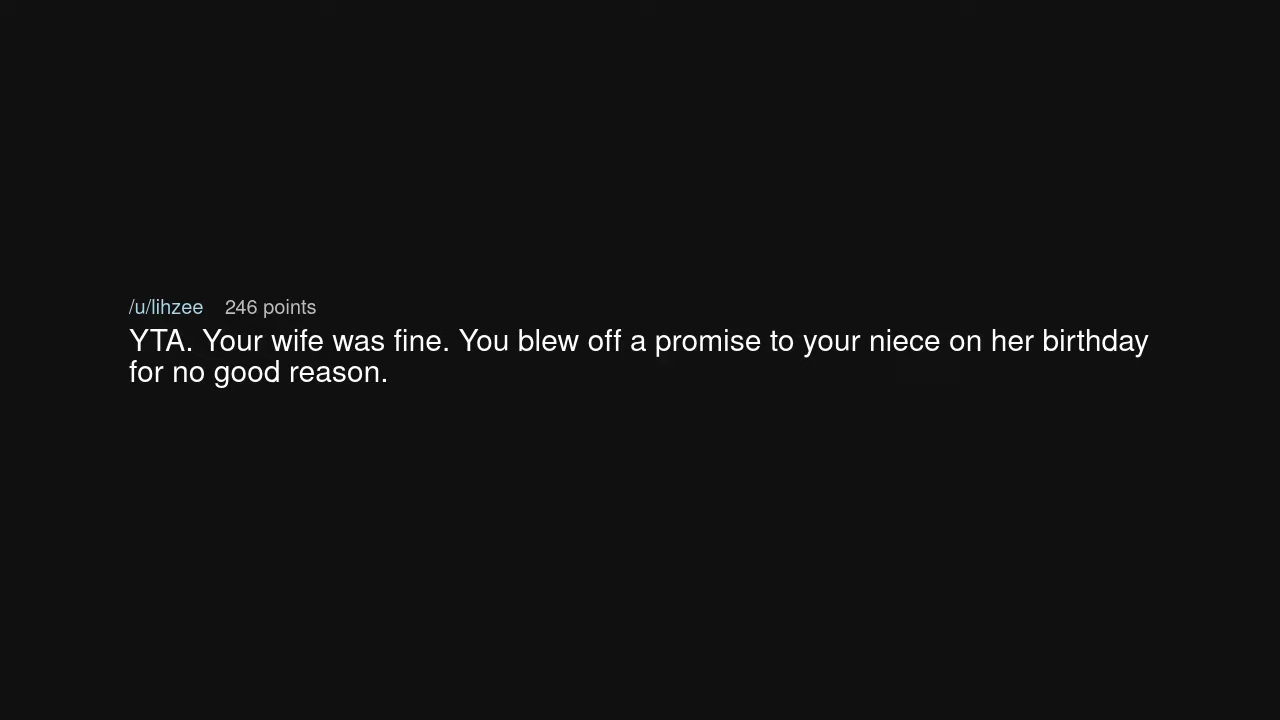 /u/lihzee 246 points
YTA. Your wife was fine. You blew off a promise to your niece on her birthday
for no good reason.